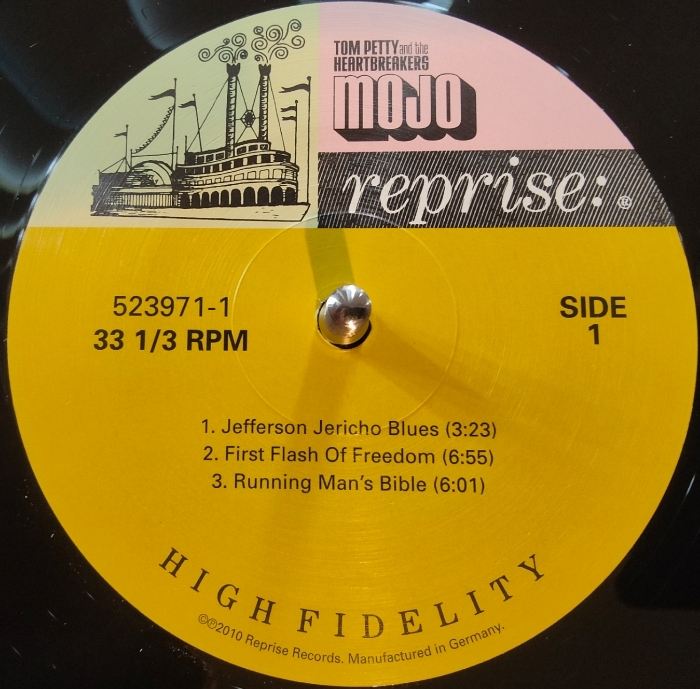 TOM PETTY and the
HEARTBREAKERS
MOJO
reprise: ®
523971-1
33 1/3 RPM
SIDE
1
1. Jefferson Jericho Blues (3:23)
2. First Flash Of Freedom (6:55)
3. Running Man's Bible (6:01)
HIGH FIDELITY
©℗2010 Reprise Records. Manufactured in Germany.